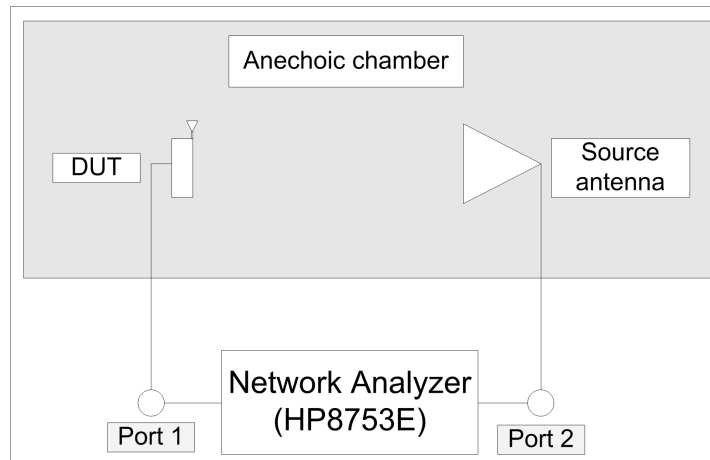 Anechoic chamber
DUT
Source
antenna
Network Analyzer
(HP8753E)
Port 1
Port 2